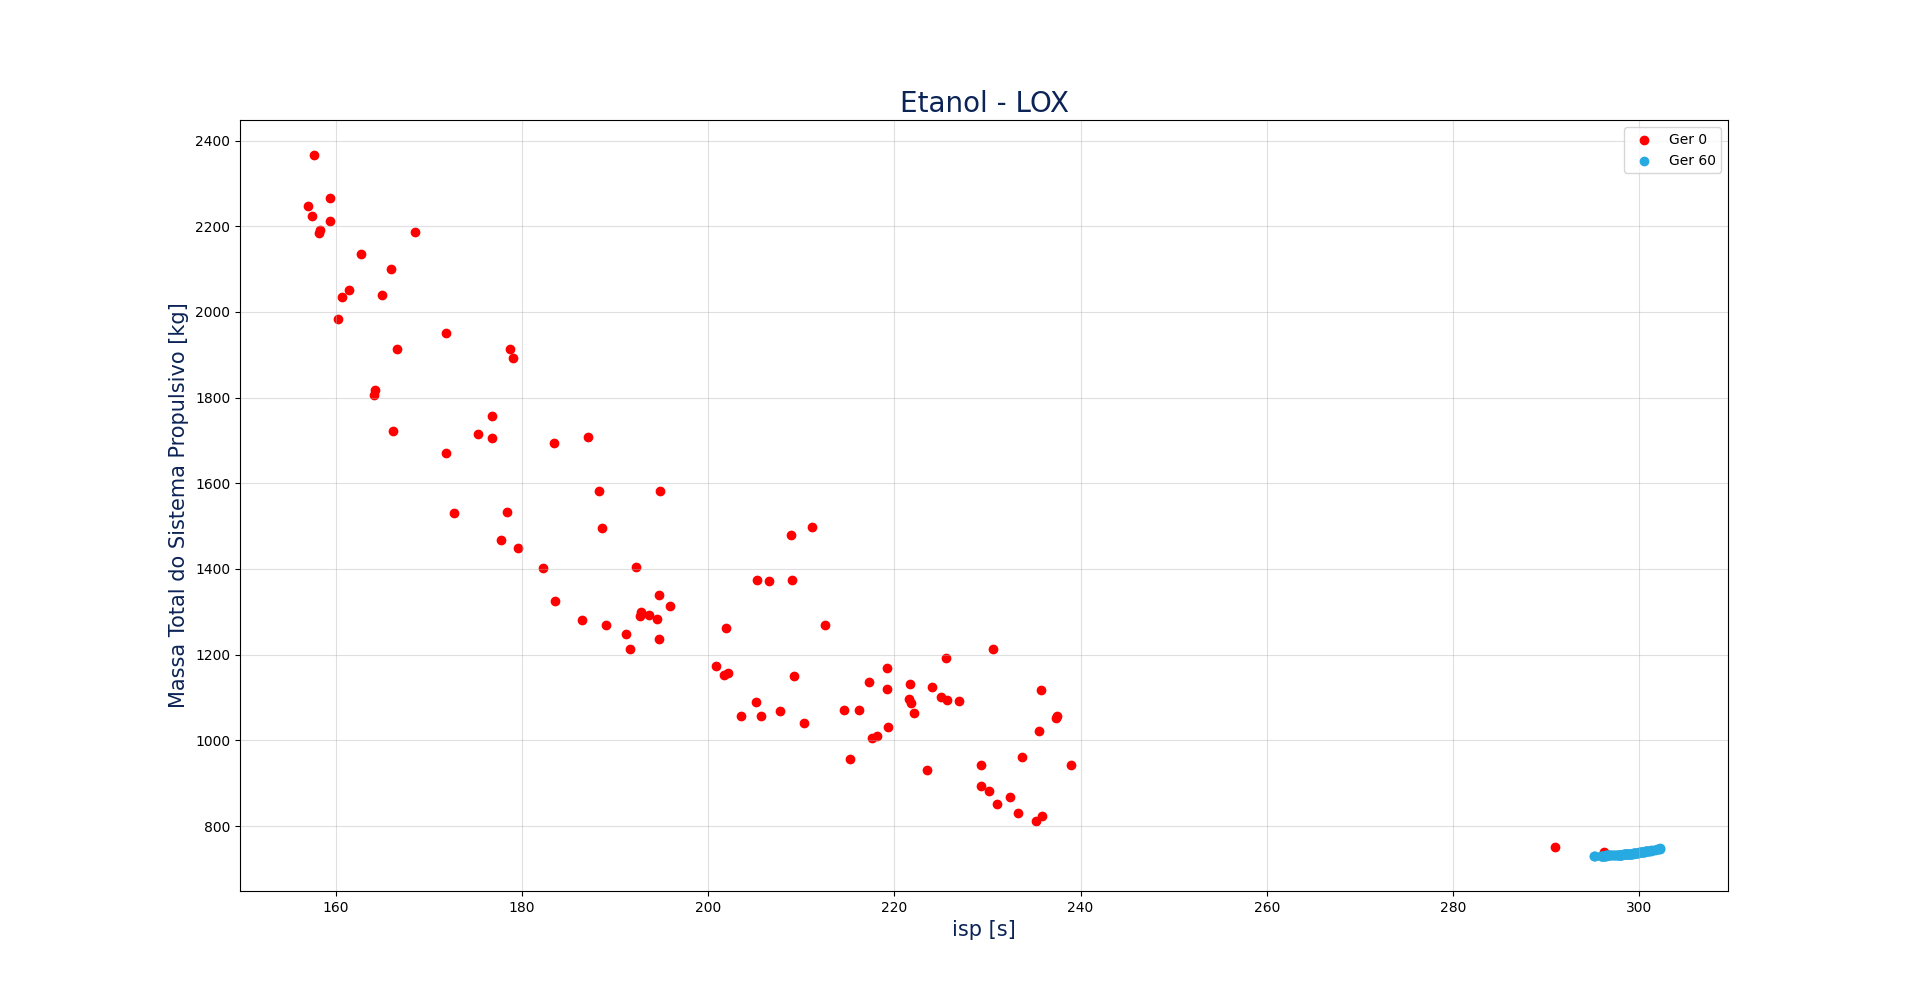 Etanol - LOX
Ger 0
Ger 60
Massa Total do Sistema Propulsivo [kg]
2400
2200
2000
1800
1600
1400
1200
1000
800
160 180 200 220 240 260 280 300
isp [s]